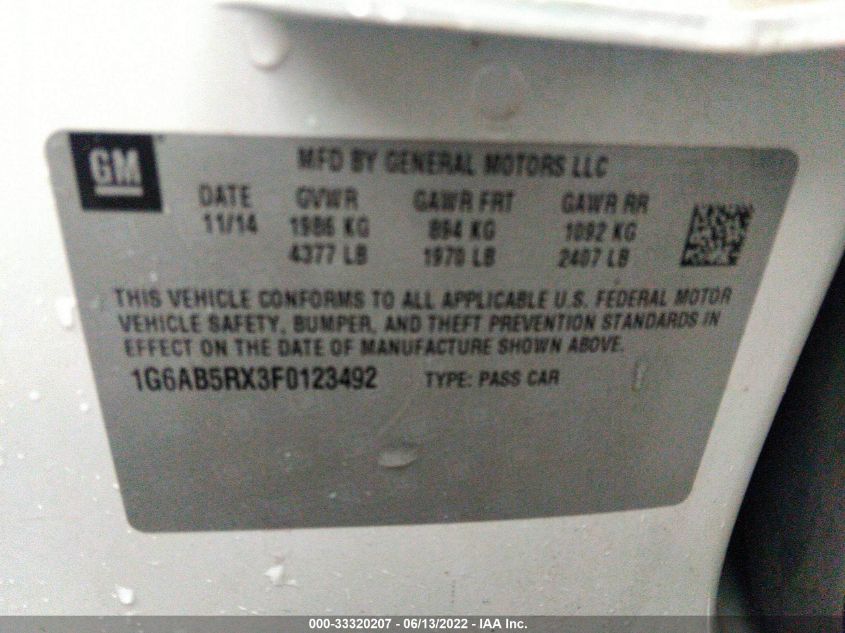 GM
MFD BY GENERAL MOTORS LLC
DATE GVWR GAWR FRT GAWR RR
11/14 1986 KG 894 KG 1092 KG
4377 LB 1970 LB 2407 LB
THIS VEHICLE CONFORMS TO ALL APPLICABLE U.S. FEDERAL MOTOR
VEHICLE SAFETY, BUMPER, AND THEFT PREVENTION STANDARDS IN
EFFECT ON THE DATE OF MANUFACTURE SHOWN ABOVE.
1G6AB5RX3F0123492 TYPE: PASS CAR
000-33320207 - 06/13/2022 - IAA Inc.